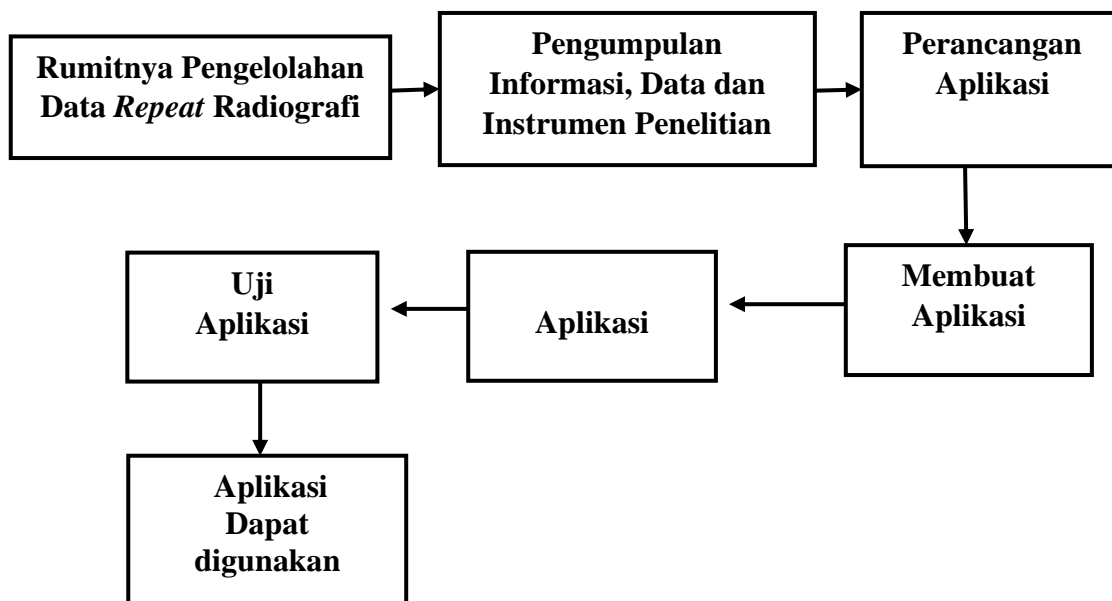 Rumitnya Pengelolahan
Data Repeat Radiografi
Pengumpulan
Informasi, Data dan
Instrumen Penelitian
Perancangan
Aplikasi
Membuat
Aplikasi
Aplikasi
Uji
Aplikasi
Aplikasi
Dapat
digunakan